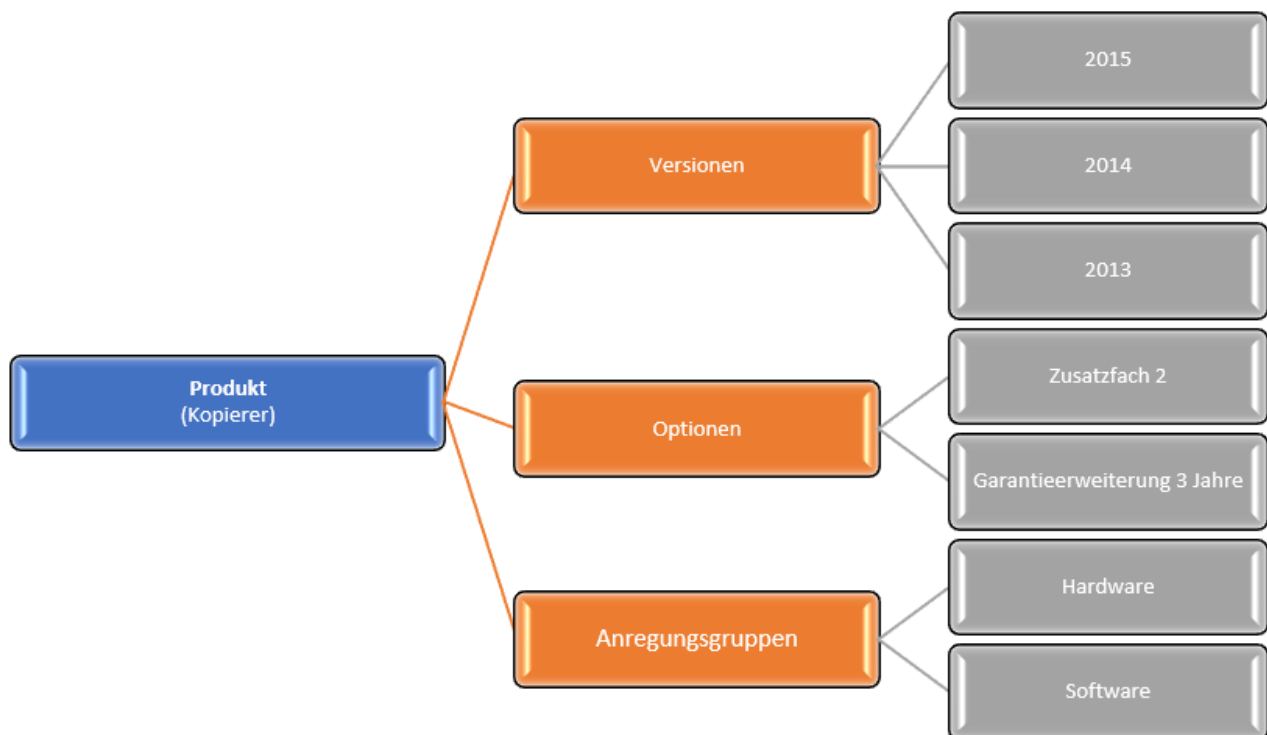 Produkt
(Kopierer)
Versionen
2015
2014
2013
Optionen
Zusatzfach 2
Garantieerweiterung 3 Jahre
Anregungsgruppen
Hardware
Software